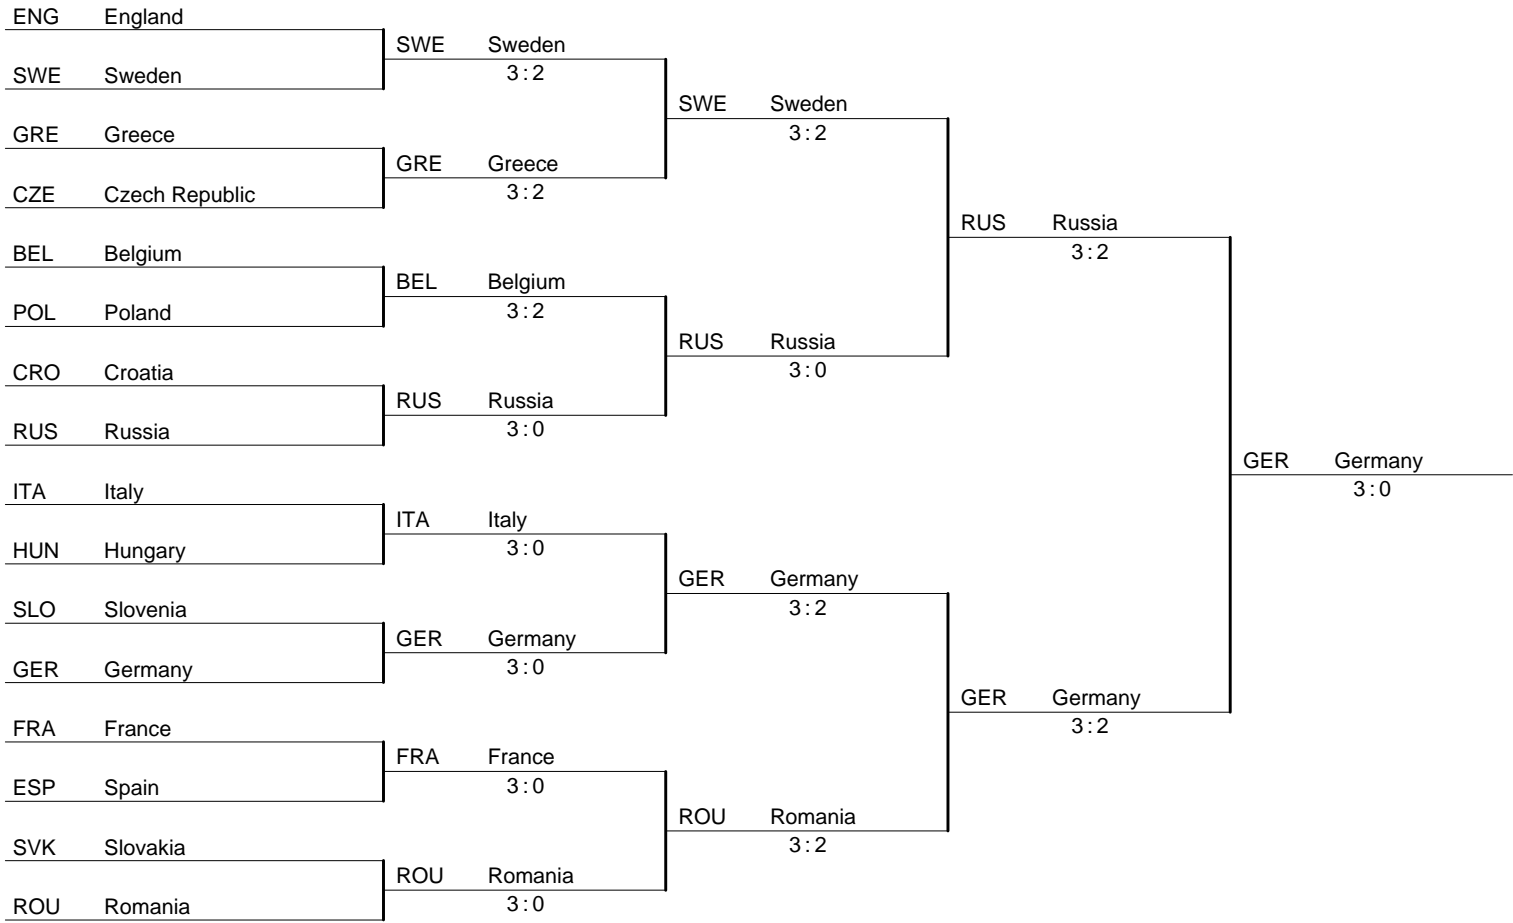 ENG England
SWE Sweden
3:2
SWE Sweden
GRE Greece
SWE Sweden
3:2
GRE Greece
3:2
CZE Czech Republic
RUS Russia
3:2
BEL Belgium
BEL Belgium
3:2
POL Poland
RUS Russia
3:0
CRO Croatia
RUS Russia
3:0
RUS Russia
GER Germany
3:0
ITA Italy
ITA Italy
3:0
HUN Hungary
GER Germany
3:2
SLO Slovenia
GER Germany
3:0
GER Germany
GER Germany
3:2
FRA France
FRA France
3:0
ESP Spain
ROU Romania
3:2
SVK Slovakia
ROU Romania
3:0
ROU Romania